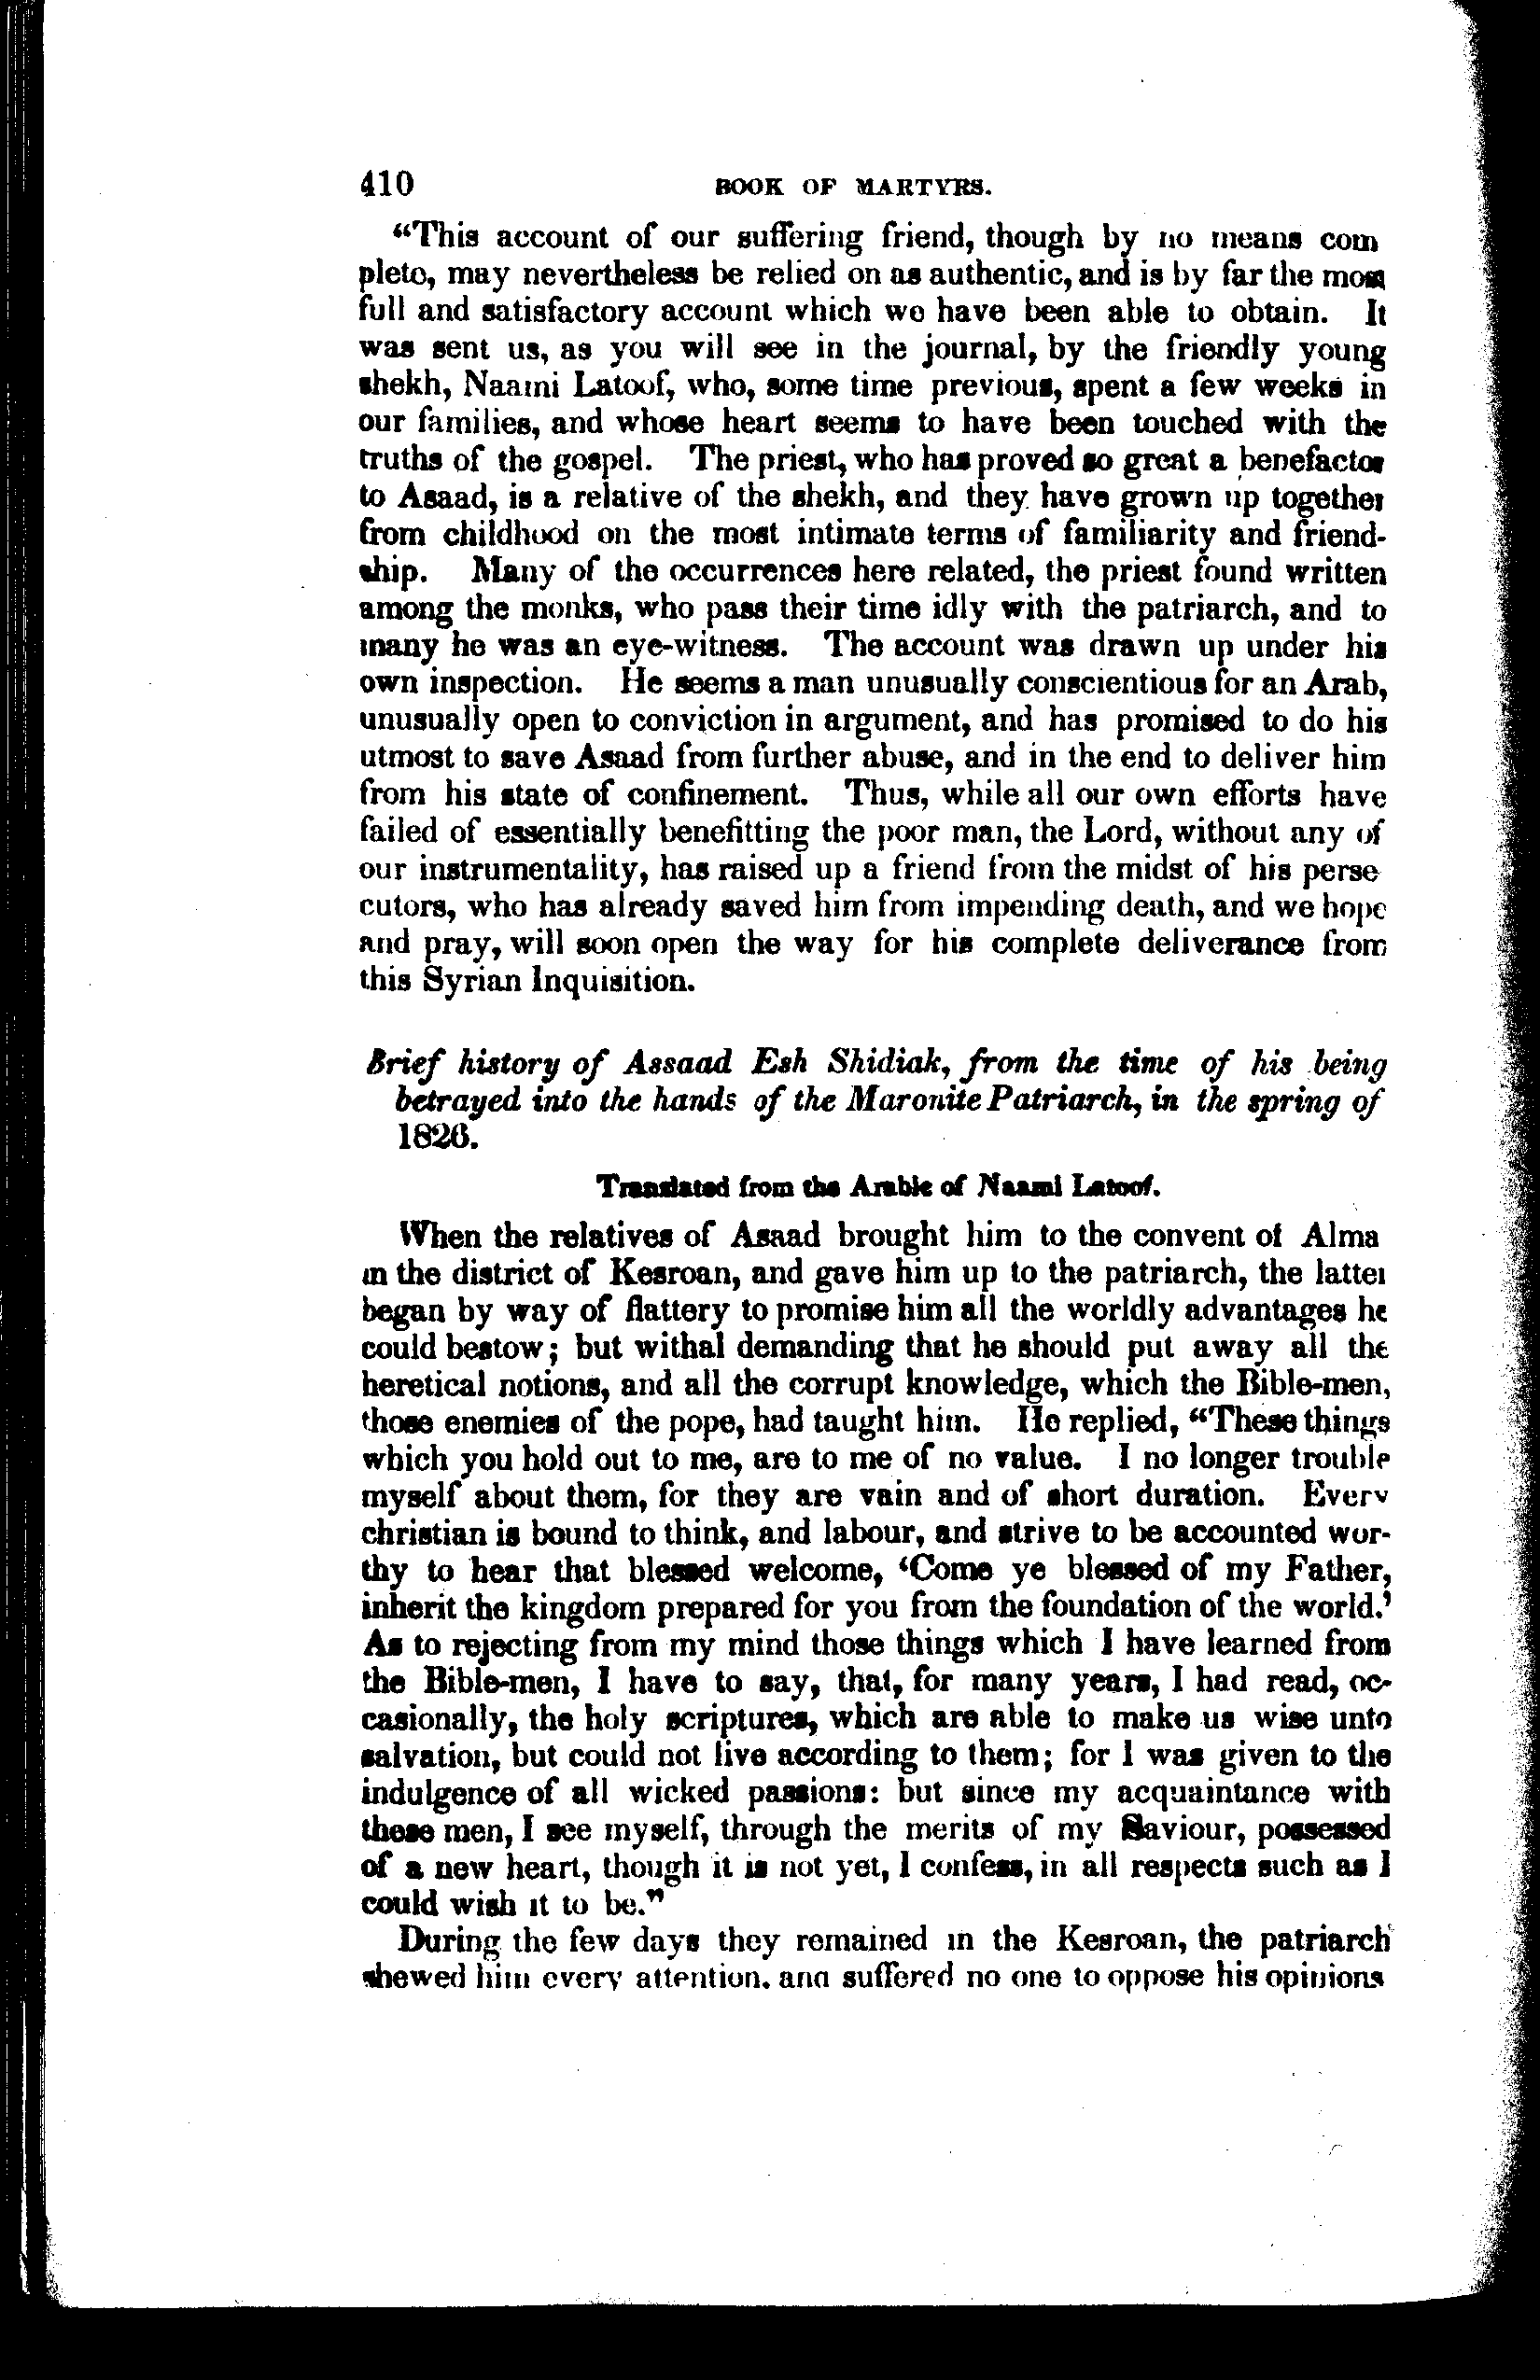 410 BOOK OF MARTYRS.
“This account of our suffering friend, though by no means com
plete, may nevertheless be relied on as authentic, and is by far the most
full and satisfactory account which we have been able to obtain. It
was sent us, as you will see in the journal, by the friendly young
shekh, Naami Latoof, who, some time previous, spent a few weeks in
our families, and whose heart seems to have been touched with the
truths of the gospel. The priest, who has proved so great a benefactor
to Asaad, is a relative of the shekh, and they have grown up together
from childhood on the most intimate terms of familiarity and friend-
ship. Many of the occurrences here related, the priest found written
among the monks, who pass their time idly with the patriarch, and to
many he was an eye-witness. The account was drawn up under his
own inspection. He seems a man unusually conscientious for an Arab,
unusually open to conviction in argument, and has promised to do his
utmost to save Asaad from further abuse, and in the end to deliver him
from his state of confinement. Thus, while all our own efforts have
failed of essentially benefitting the poor man, the Lord, without any of
our instrumentality, has raised up a friend from the midst of his perse
cutors, who has already saved him from impending death, and we hope
and pray, will soon open the way for his complete deliverance from
this Syrian Inquisition.
Brief history of Assaad Esh Shidiak, from the time of his being
betrayed into the hands of the Maronite Patriarch, in the spring of
1826.
Translated from the Arabic of Naami Latoof.
When the relatives of Asaad brought him to the convent of Alma
in the district of Kesroan, and gave him up to the patriarch, the latter
began by way of flattery to promise him all the worldly advantages he
could bestow; but withal demanding that he should put away all the
heretical notions, and all the corrupt knowledge, which the Bible-men,
those enemies of the pope, had taught him. He replied, “These things
which you hold out to me, are to me of no value. I no longer trouble
myself about them, for they are vain and of short duration. Every
christian is bound to think, and labour, and strive to be accounted wor-
thy to hear that blessed welcome, ‘Come ye blessed of my Father,
inherit the kingdom prepared for you from the foundation of the world.’
As to rejecting from my mind those things which I have learned from
the Bible-men, I have to say, that, for many years, I had read, oc-
casionally, the holy scriptures, which are able to make us wise unto
salvation, but could not live according to them; for I was given to the
indulgence of all wicked passions: but since my acquaintance with
these men, I see myself, through the merits of my Saviour, possessed
of a new heart, though it is not yet, I confess, in all respects such as I
could wish it to be.”
During the few days they remained in the Kesroan, the patriarch
shewed him every attention, and suffered no one to oppose his opinions